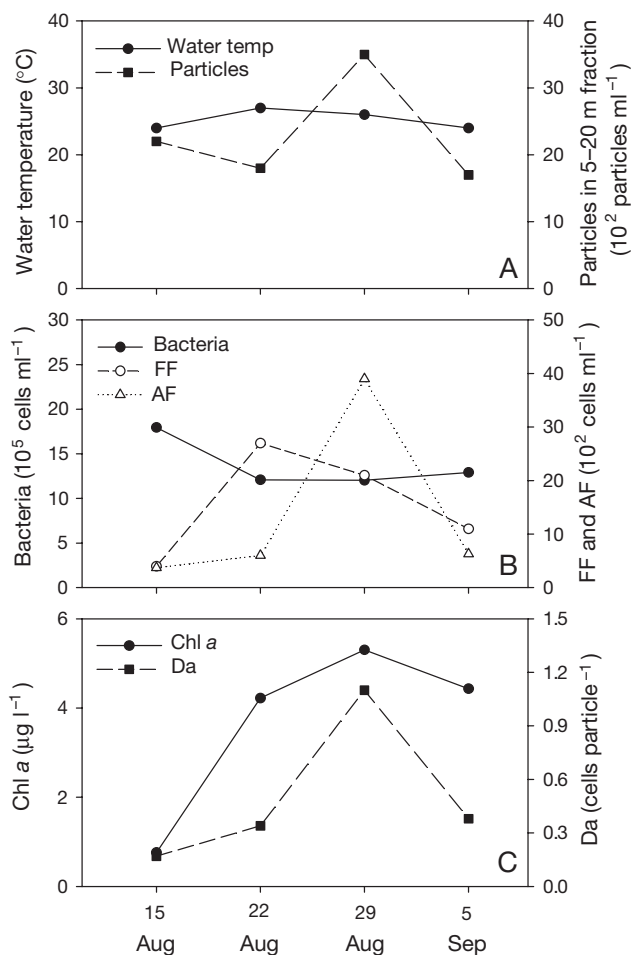 40
30
20
10
0
Water temperature (°C)
Water temp
Particles
A
40
30
20
10
0
Particles in 5–20 m fraction
(10² particles ml⁻¹)
30
25
20
15
10
5
0
Bacteria (10⁵ cells ml⁻¹)
Bacteria
FF
AF
B
50
40
30
20
10
0
FF and AF (10² cells ml⁻¹)
6
4
2
0
Chl a (µg l⁻¹)
Chl a
Da
C
1.5
1.2
0.9
0.6
0.3
0.0
Da (cells particle⁻¹)
15 22 29 5
Aug Aug Aug Sep